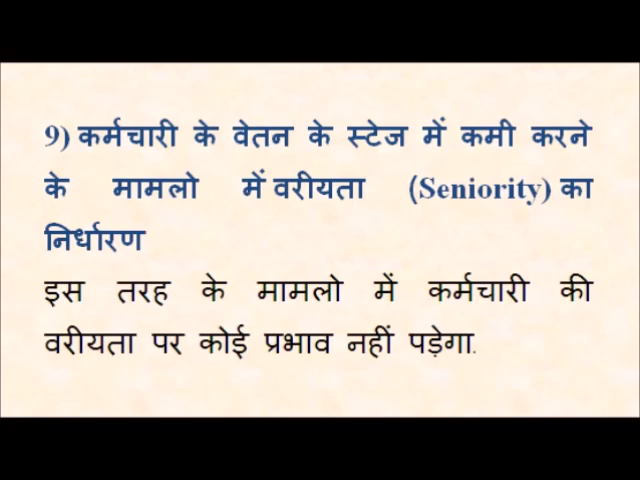 9) कर्मचारी के वेतन के स्टेज में कमी करने
के मामलो में वरीयता (Seniority) का
निर्धारण
इस तरह के मामलो में कर्मचारी की
वरीयता पर कोई प्रभाव नहीं पड़ेगा.